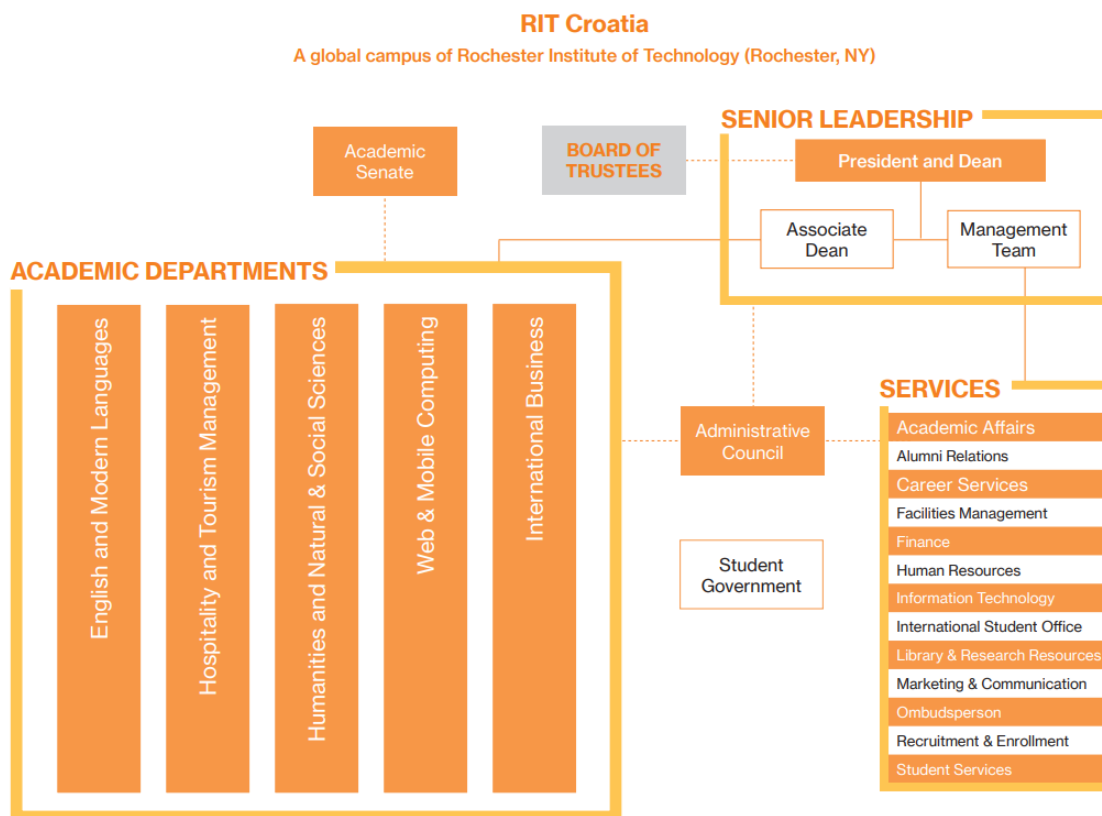 RIT Croatia
A global campus of Rochester Institute of Technology (Rochester, NY)
SENIOR LEADERSHIP
Academic
Senate
BOARD OF
TRUSTEES
President and Dean
Associate
Dean
Management
Team
ACADEMIC DEPARTMENTS
English and Modern Languages
Hospitality and Tourism Management
Humanities and Natural & Social Sciences
Web & Mobile Computing
International Business
Administrative
Council
Student
Government
SERVICES
Academic Affairs
Alumni Relations
Career Services
Facilities Management
Finance
Human Resources
Information Technology
International Student Office
Library & Research Resources
Marketing & Communication
Ombudsperson
Recruitment & Enrollment
Student Services